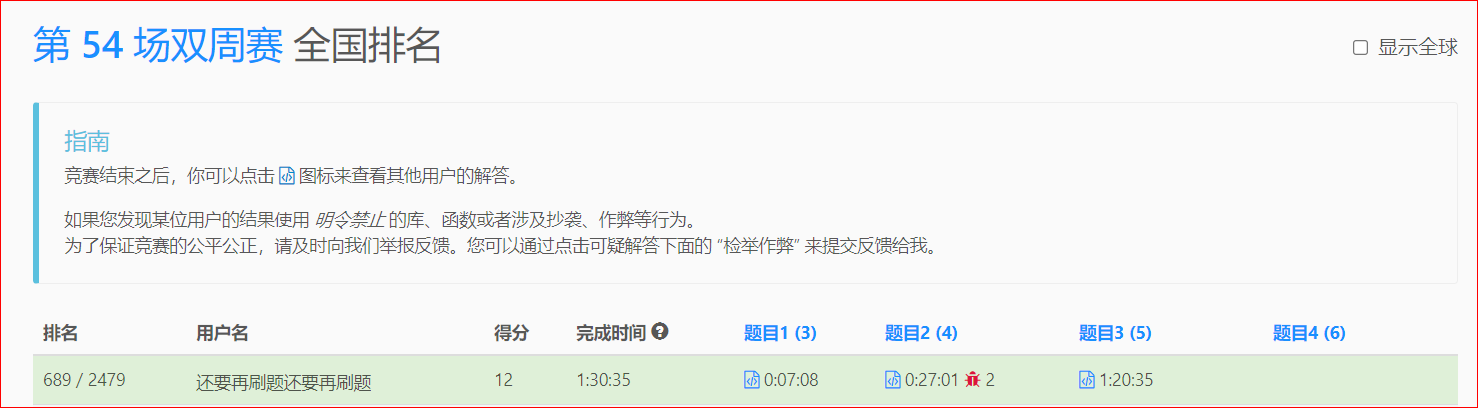 第 54 场双周赛 全国排名
显示全球
指南
竞赛结束之后，你可以点击 图标来查看其他用户的解答。
如果您发现某位用户的结果使用 明令禁止 的库、函数或者涉及抄袭、作弊等行为。
为了保证竞赛的公平公正，请及时向我们举报反馈。您可以通过点击可疑解答下面的 “检举作弊” 来提交反馈给我。
排名 用户名 得分 完成时间 题目1 (3) 题目2 (4) 题目3 (5) 题目4 (6)
689 / 2479 还要再刷题还要再刷题 12 1:30:35 0:07:08 0:27:01 2 1:20:35